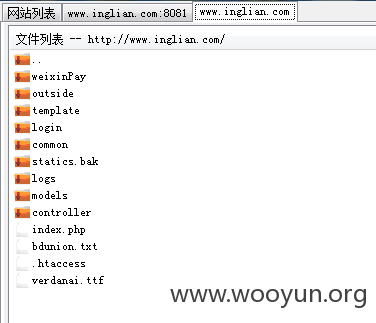 网站列表 www.inglian.com:8081 www.inglian.com
文件列表 -- http://www.inglian.com/
..
weixinPay
outside
template
login
common
statics.bak
logs
models
controller
index.php
bdunion.txt
.htaccess
verdanai.ttf
www.wooyun.org